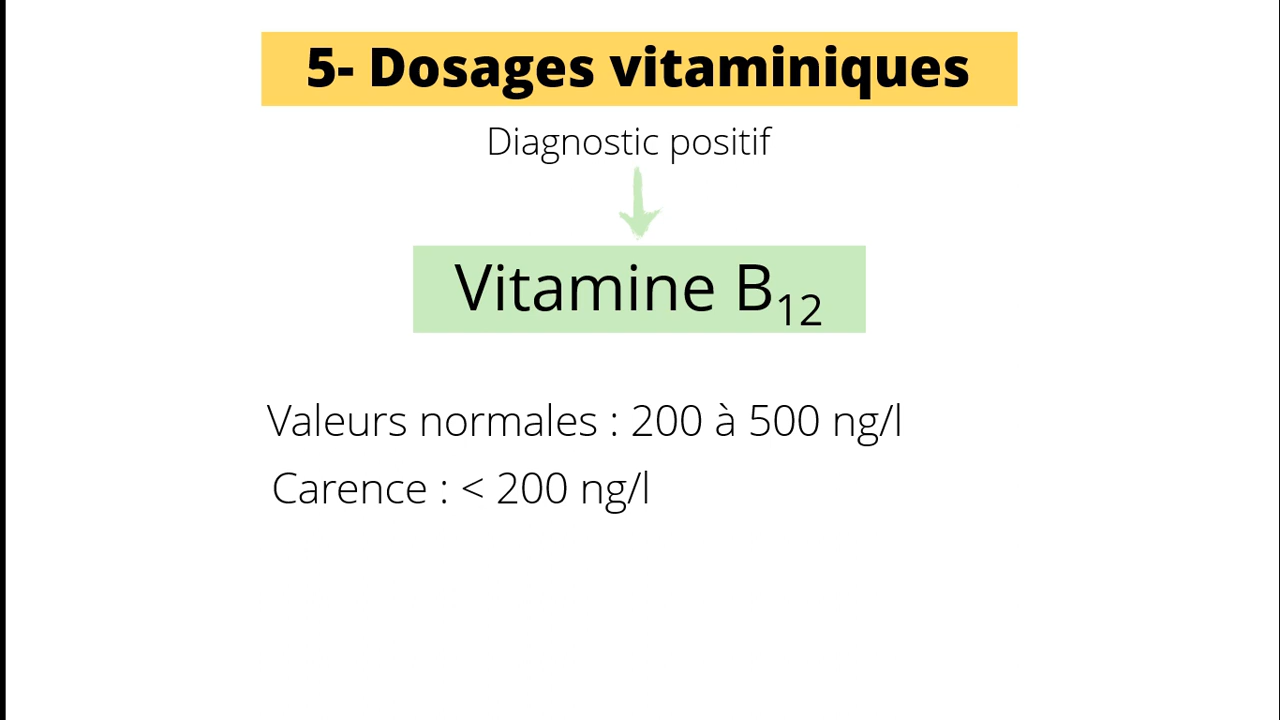 5- Dosages vitaminiques
Diagnostic positif
Vitamine B₁₂
Valeurs normales : 200 à 500 ng/l
Carence : < 200 ng/l